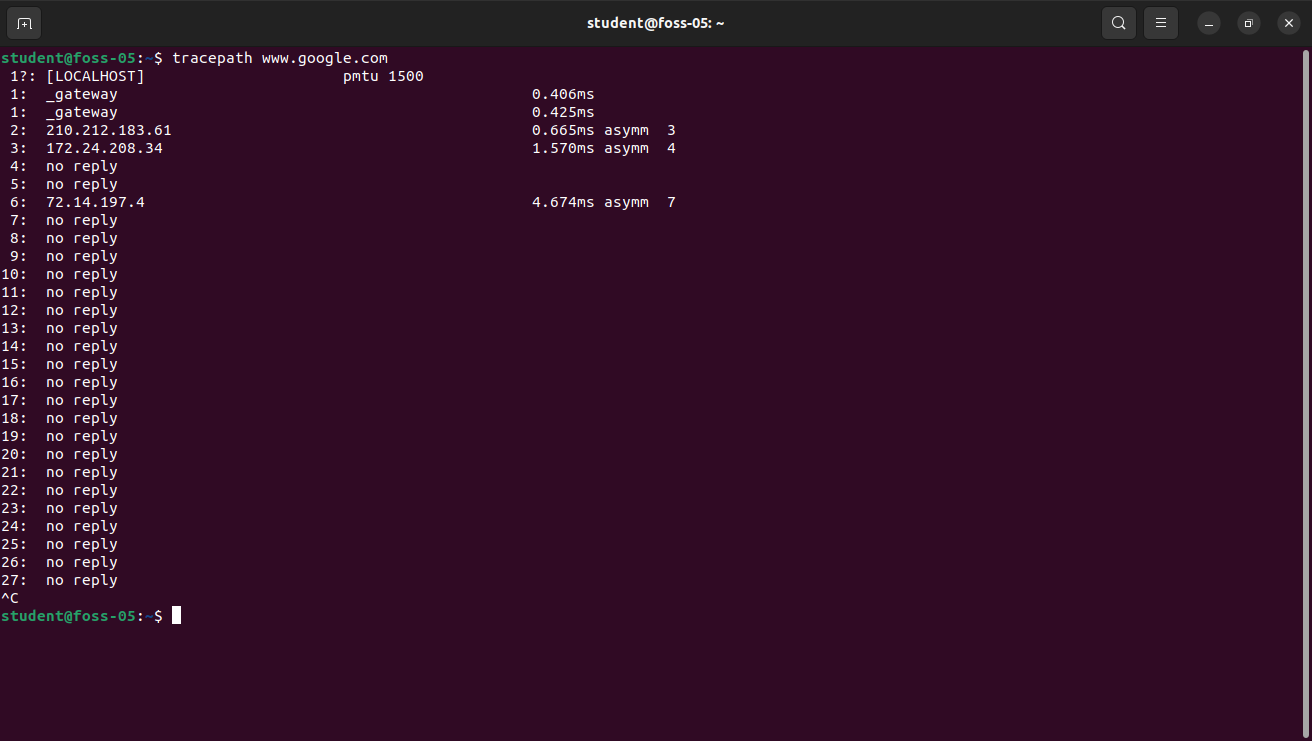 student@foss-05: ~
student@foss-05:~$ tracepath www.google.com
 1?: [LOCALHOST]                      pmtu 1500
 1:  _gateway                                              0.406ms
 1:  _gateway                                              0.425ms
 2:  210.212.183.61                                        0.665ms asymm  3
 3:  172.24.208.34                                         1.570ms asymm  4
 4:  no reply
 5:  no reply
 6:  72.14.197.4                                           4.674ms asymm  7
 7:  no reply
 8:  no reply
 9:  no reply
10:  no reply
11:  no reply
12:  no reply
13:  no reply
14:  no reply
15:  no reply
16:  no reply
17:  no reply
18:  no reply
19:  no reply
20:  no reply
21:  no reply
22:  no reply
23:  no reply
24:  no reply
25:  no reply
26:  no reply
27:  no reply
^C
student@foss-05:~$